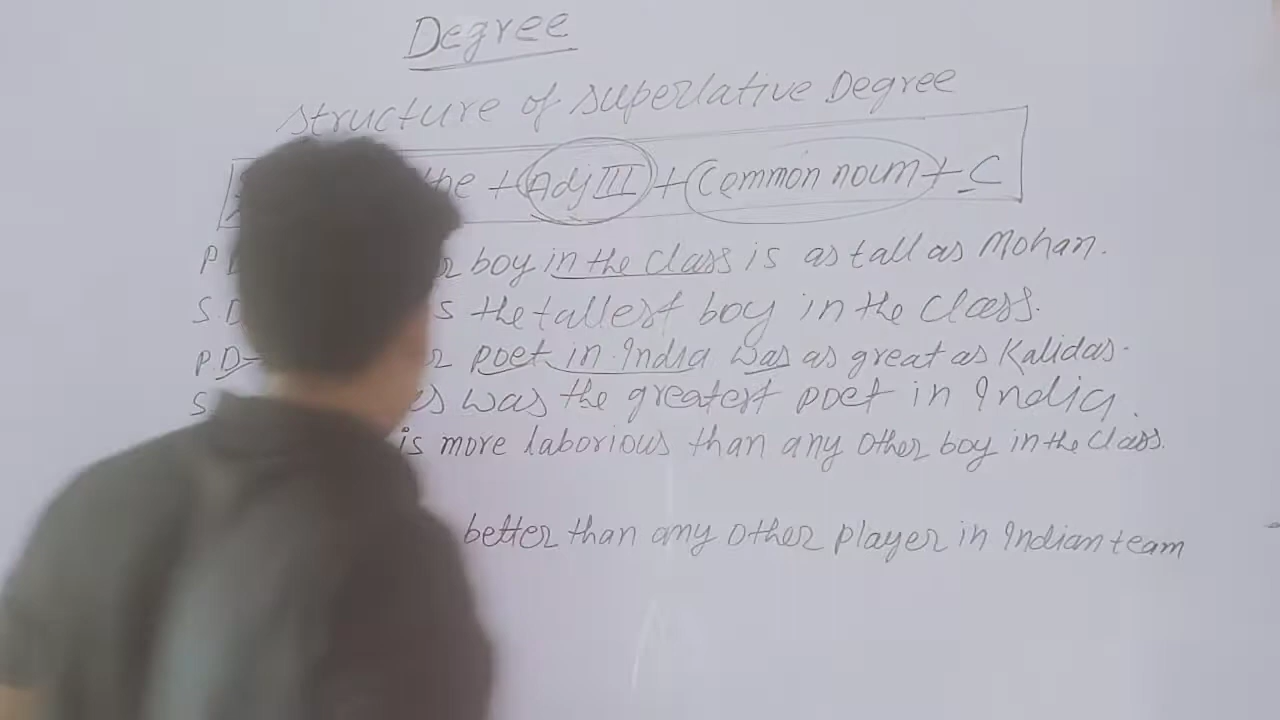 Degree
structure of superlative Degree
the + Adj III + Common noun + C
boy in the class is as tall as Mohan.
S.D the tallest boy in the class.
P.D- poet in India was as great as Kalidas.
S was the greatest poet in India.
is more laborious than any other boy in the class.
better than any other player in Indian team